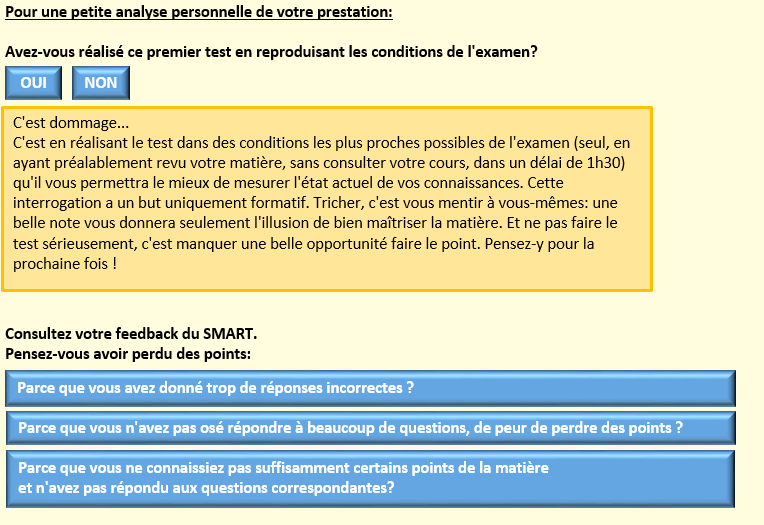 Pour une petite analyse personnelle de votre prestation:
Avez-vous réalisé ce premier test en reproduisant les conditions de l'examen?
OUI NON
C'est dommage...
C'est en réalisant le test dans des conditions les plus proches possibles de l'examen (seul, en
ayant préalablement revu votre matière, sans consulter votre cours, dans un délai de 1h30)
qu'il vous permettra le mieux de mesurer l'état actuel de vos connaissances. Cette
interrogation a un but uniquement formatif. Tricher, c'est vous mentir à vous-mêmes: une
belle note vous donnera seulement l'illusion de bien maîtriser la matière. Et ne pas faire le
test sérieusement, c'est manquer une belle opportunité faire le point. Pensez-y pour la
prochaine fois !
Consultez votre feedback du SMART.
Pensez-vous avoir perdu des points:
Parce que vous avez donné trop de réponses incorrectes ?
Parce que vous n'avez pas osé répondre à beaucoup de questions, de peur de perdre des points ?
Parce que vous ne connaissiez pas suffisamment certains points de la matière
et n'avez pas répondu aux questions correspondantes?